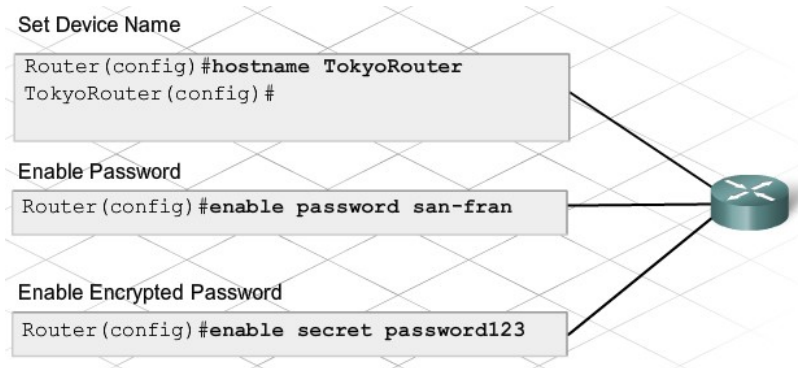 Set Device Name
Router(config)#hostname TokyoRouter
TokyoRouter(config)#
Enable Password
Router(config)#enable password san-fran
Enable Encrypted Password
Router(config)#enable secret password123